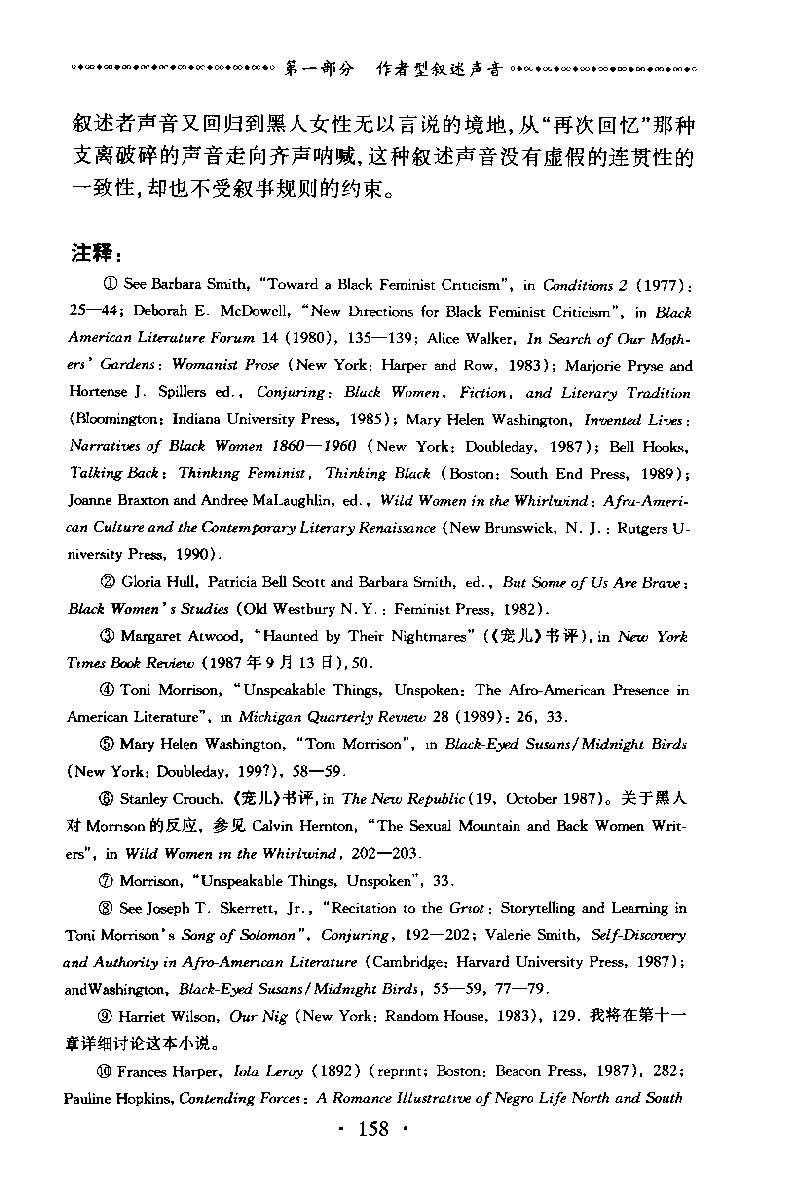 第一部分 作者型叙述声音
叙述者声音又回归到黑人女性无以言说的境地,从“再次回忆”那种
支离破碎的声音走向齐声呐喊,这种叙述声音没有虚假的连贯性的
一致性,却也不受叙事规则的约束。
注释:
① See Barbara Smith, “Toward a Black Feminist Criticism”, in Conditions 2 (1977):
25—44; Deborah E. McDowell, “New Directions for Black Feminist Criticism”, in Black
American Literature Forum 14 (1980), 135—139; Alice Walker, In Search of Our Moth-
ers’ Gardens: Womanist Prose (New York: Harper and Row, 1983); Marjorie Pryse and
Hortense J. Spillers ed., Conjuring: Black Women, Fiction, and Literary Tradition
(Bloomington: Indiana University Press, 1985); Mary Helen Washington, Invented Lives:
Narratives of Black Women 1860—1960 (New York: Doubleday, 1987); Bell Hooks,
Talking Back: Thinking Feminist, Thinking Black (Boston: South End Press, 1989);
Joanne Braxton and Andree MaLaughlin, ed., Wild Women in the Whirlwind: Afra-Ameri-
can Culture and the Contemporary Literary Renaissance (New Brunswick, N. J.: Rutgers U-
niversity Press, 1990).
② Gloria Hull, Patricia Bell Scott and Barbara Smith, ed., But Some of Us Are Brave:
Black Women’s Studies (Old Westbury N.Y.: Feminist Press, 1982).
③ Margaret Atwood, “Haunted by Their Nightmares” (《宠儿》书评), in New York
Times Book Review (1987年9月13日), 50.
④ Toni Morrison, “Unspeakable Things, Unspoken: The Afro-American Presence in
American Literature”, in Michigan Quarterly Review 28 (1989): 26, 33.
⑤ Mary Helen Washington, “Toni Morrison”, in Black-Eyed Susans/Midnight Birds
(New York: Doubleday, 199?), 58—59.
⑥ Stanley Crouch,《宠儿》书评, in The New Republic (19, October 1987)。关于黑人
对 Morrison 的反应, 参见 Calvin Hernton, “The Sexual Mountain and Back Women Writ-
ers”, in Wild Women in the Whirlwind, 202—203.
⑦ Morrison, “Unspeakable Things, Unspoken”, 33.
⑧ See Joseph T. Skerrett, Jr., “Recitation to the Griot: Storytelling and Learning in
Toni Morrison’s Song of Solomon”, Conjuring, 192—202; Valerie Smith, Self-Discovery
and Authority in Afro-American Literature (Cambridge: Harvard University Press, 1987);
andWashington, Black-Eyed Susans/Midnight Birds, 55—59, 77—79.
⑨ Harriet Wilson, Our Nig (New York: Random House, 1983), 129. 我将在第十一
章详细讨论这本小说。
⑩ Frances Harper, Iola Leroy (1892) (reprint; Boston: Beacon Press, 1987), 282;
Pauline Hopkins, Contending Forces: A Romance Illustrative of Negro Life North and South
· 158 ·